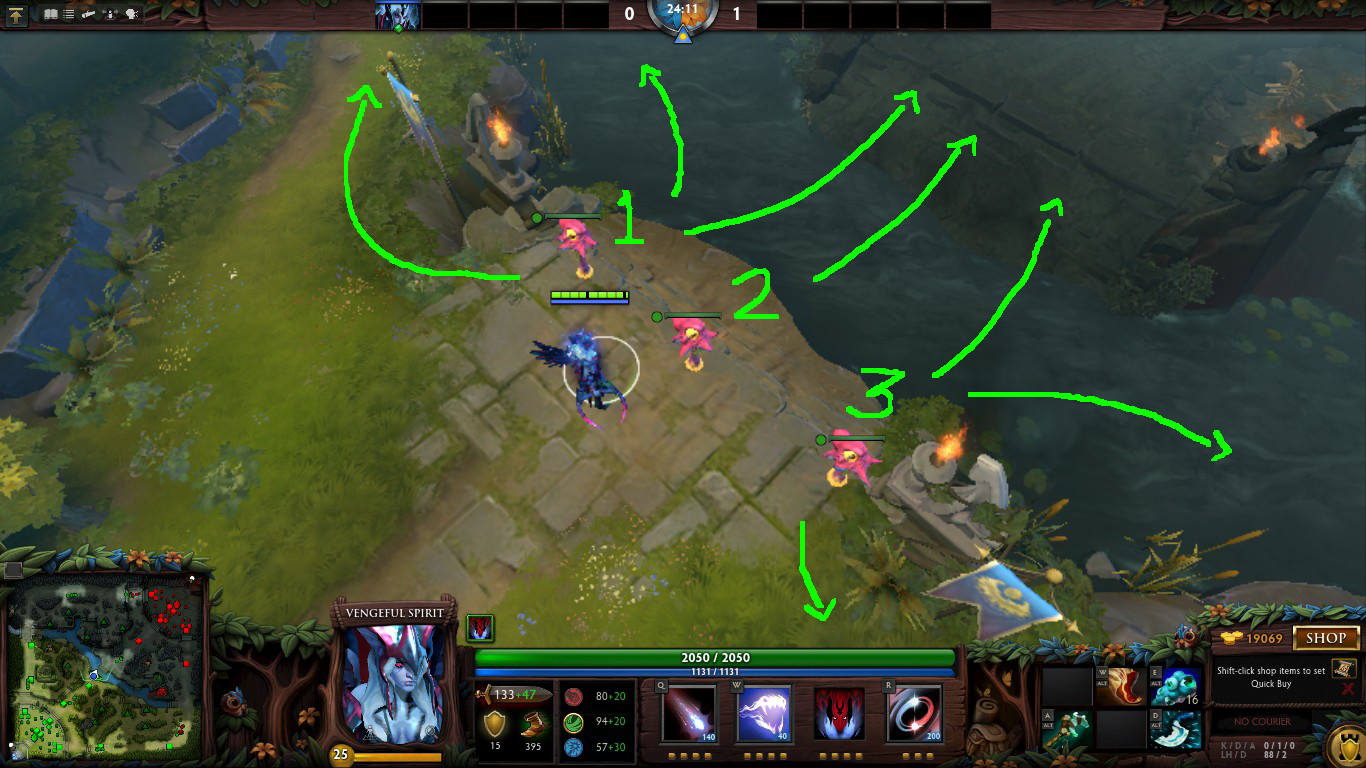 0
24:11
1
1
2
3
VENGEFUL SPIRIT
25
133+47
15
395
80+20
94+20
57+30
2050 / 2050
1131 / 1131
Q
140
W
40
R
200
W
ALT
E
ALT
16
A
ALT
D
ALT
19069
SHOP
Shift-click shop items to set
Quick Buy
NO COURIER
K / D / A 0 / 1 / 0
LH / D 88 / 2